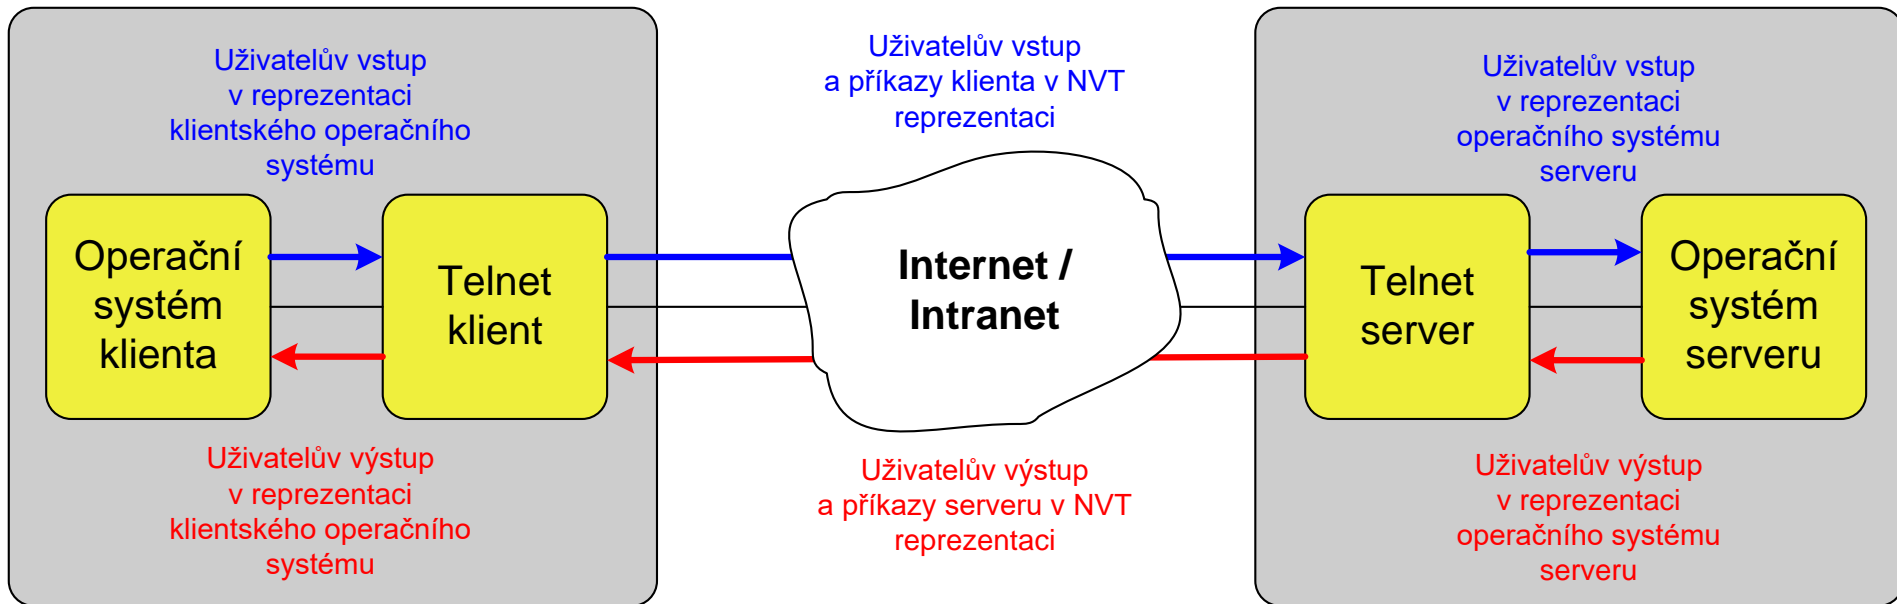 Uživatelův vstup
v reprezentaci
klientského operačního
systému
Uživatelův vstup
a příkazy klienta v NVT
reprezentaci
Uživatelův vstup
v reprezentaci
operačního systému
serveru
Operační
systém
klienta
Telnet
klient
Internet /
Intranet
Telnet
server
Operační
systém
serveru
Uživatelův výstup
v reprezentaci
klientského operačního
systému
Uživatelův výstup
a příkazy serveru v NVT
reprezentaci
Uživatelův výstup
v reprezentaci
operačního systému
serveru